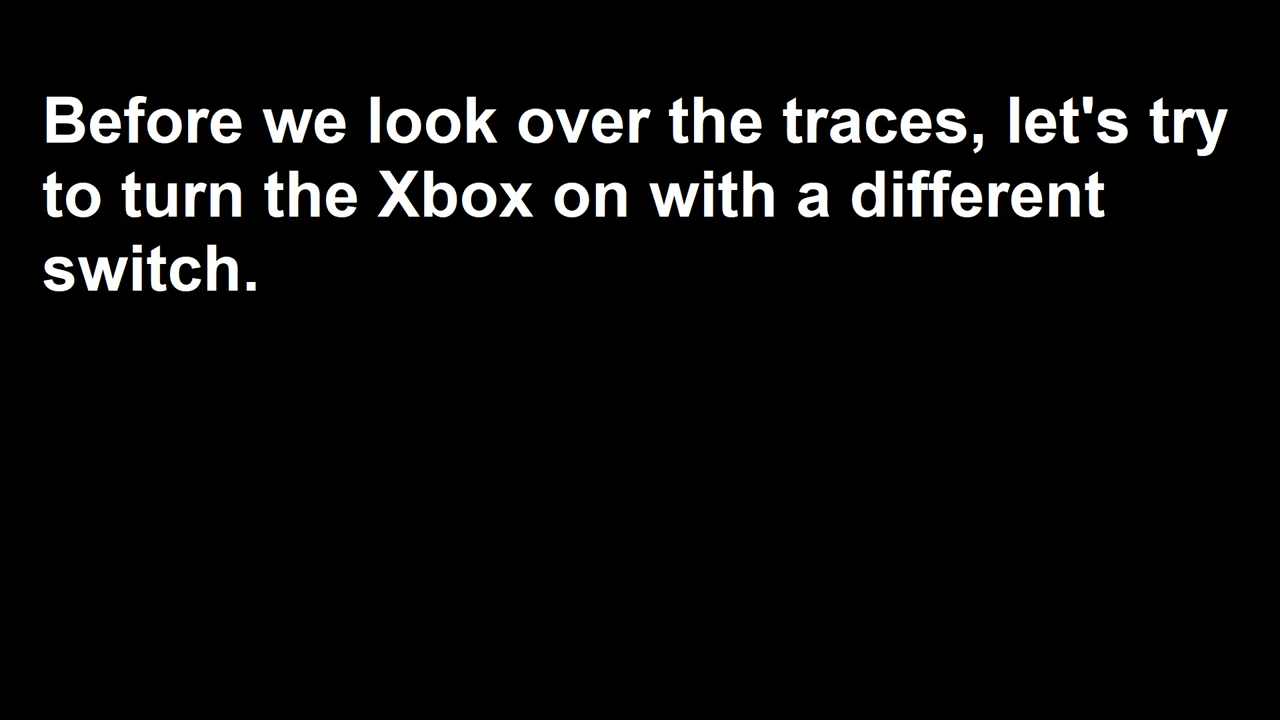 Before we look over the traces, let's try
to turn the Xbox on with a different
switch.